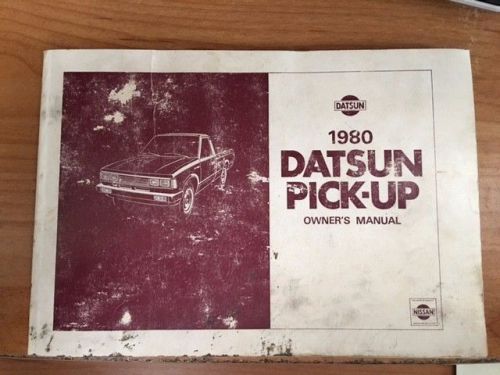 DATSUN
1980
DATSUN
PICK-UP
OWNER'S MANUAL
NISSAN